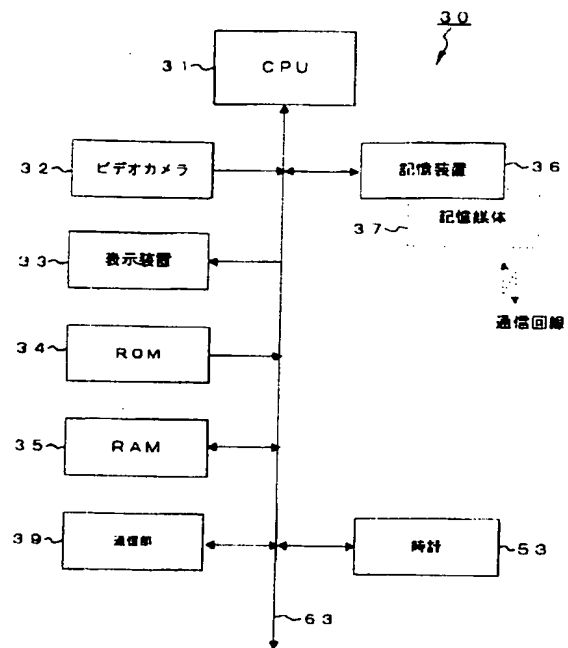 30
31 CPU
32 ビデオカメラ
記憶装置 36
37 記憶媒体
33 表示装置
通信回線
34 ROM
35 RAM
39 通信部
時計 53
63